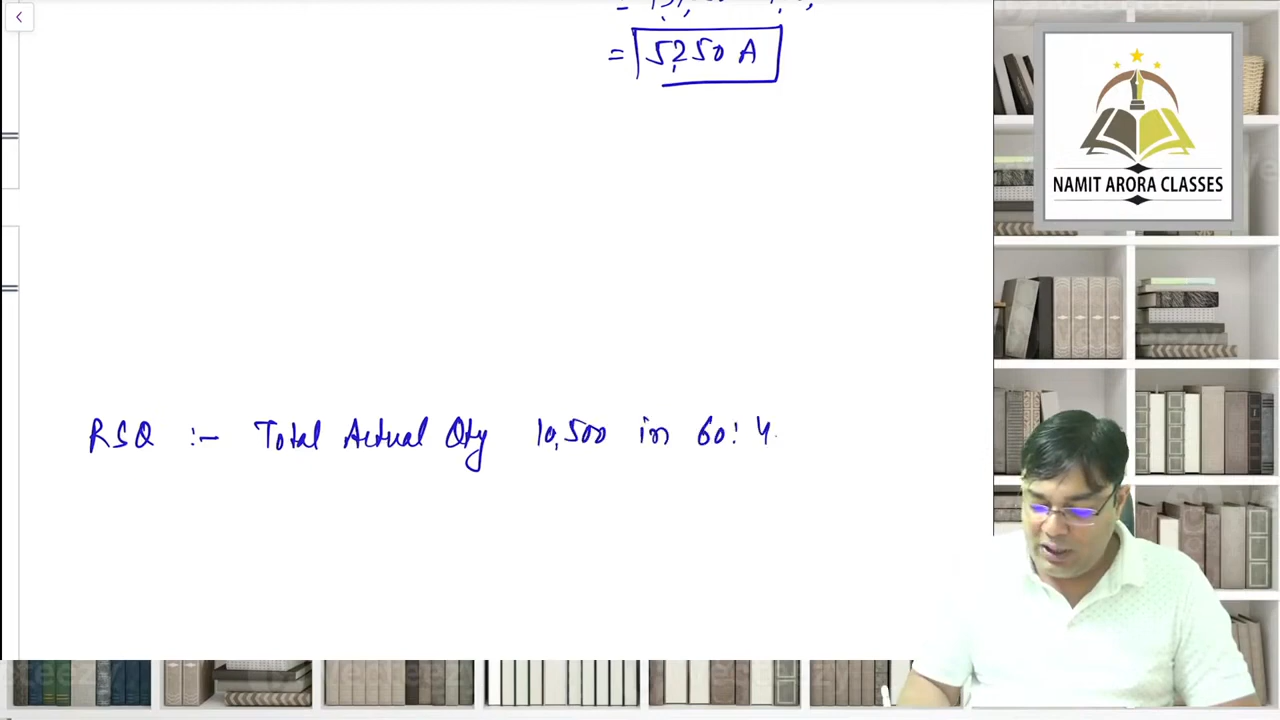 = 5,250 A
NAMIT ARORA CLASSES
RSQ :- Total Actual Qty 10,500 in 60: 4